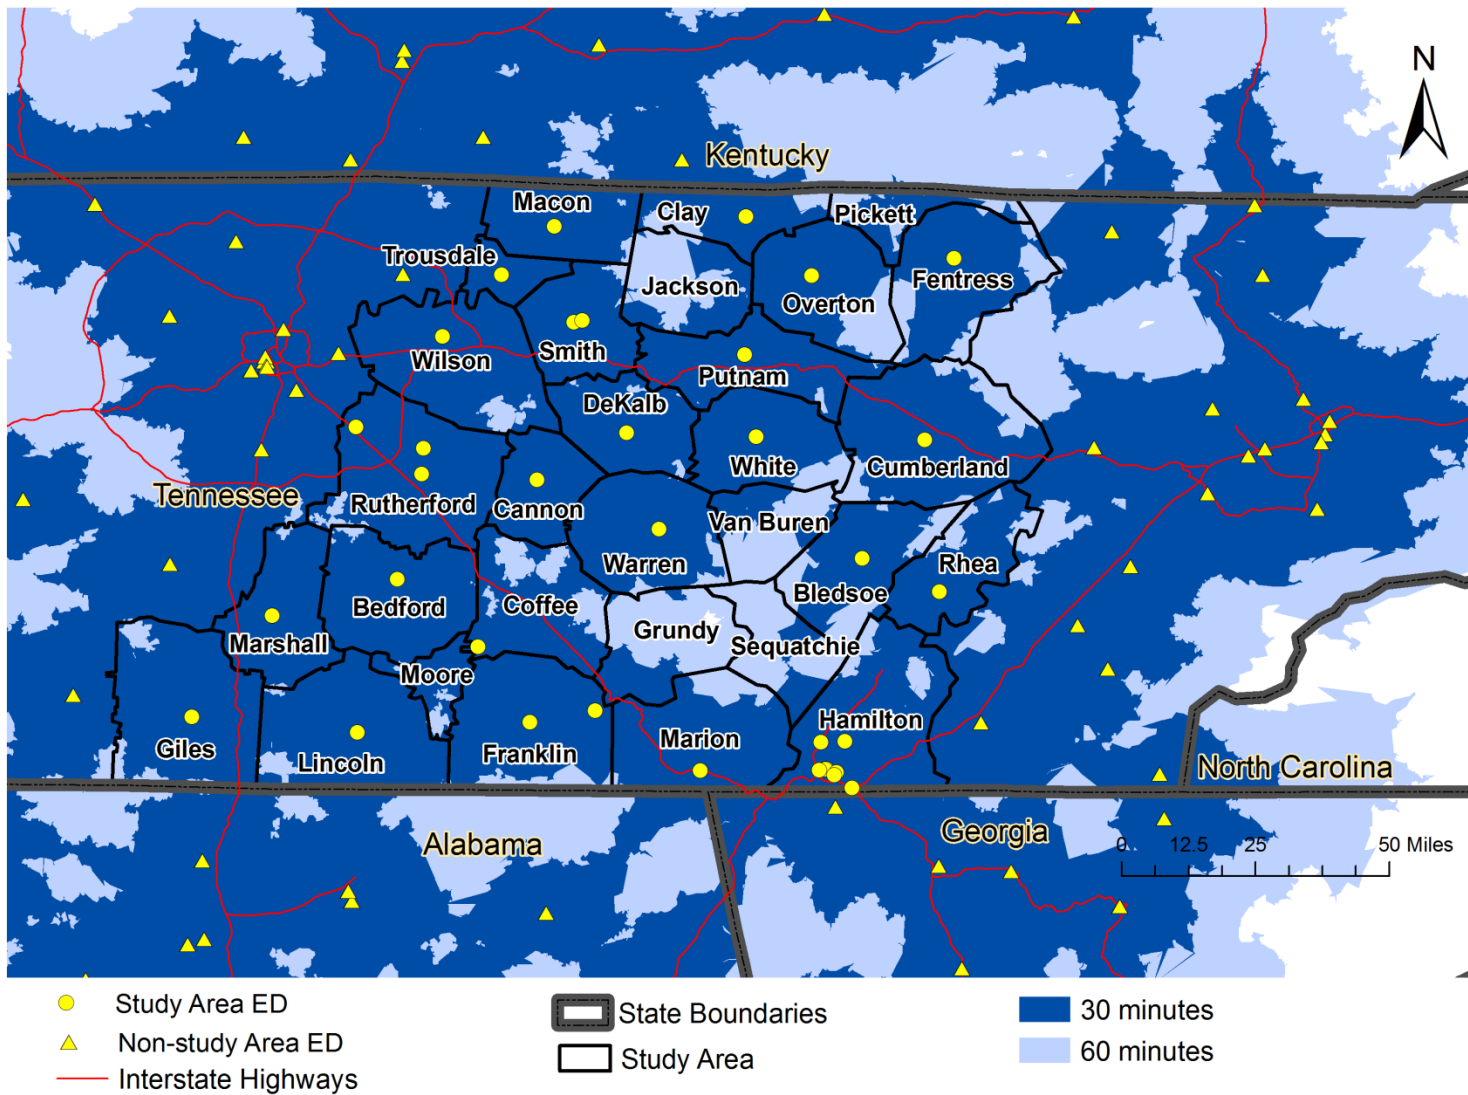 N
Kentucky
Macon
Clay
Pickett
Trousdale
Jackson
Overton
Fentress
Wilson
Smith
Putnam
DeKalb
White
Cumberland
Tennessee
Rutherford
Cannon
Van Buren
Warren
Rhea
Bledsoe
Bedford
Coffee
Grundy
Sequatchie
Marshall
Moore
Hamilton
Giles
Lincoln
Franklin
Marion
North Carolina
Alabama
Georgia
0 12.5 25 50 Miles
Study Area ED
Non-study Area ED
Interstate Highways
State Boundaries
Study Area
30 minutes
60 minutes